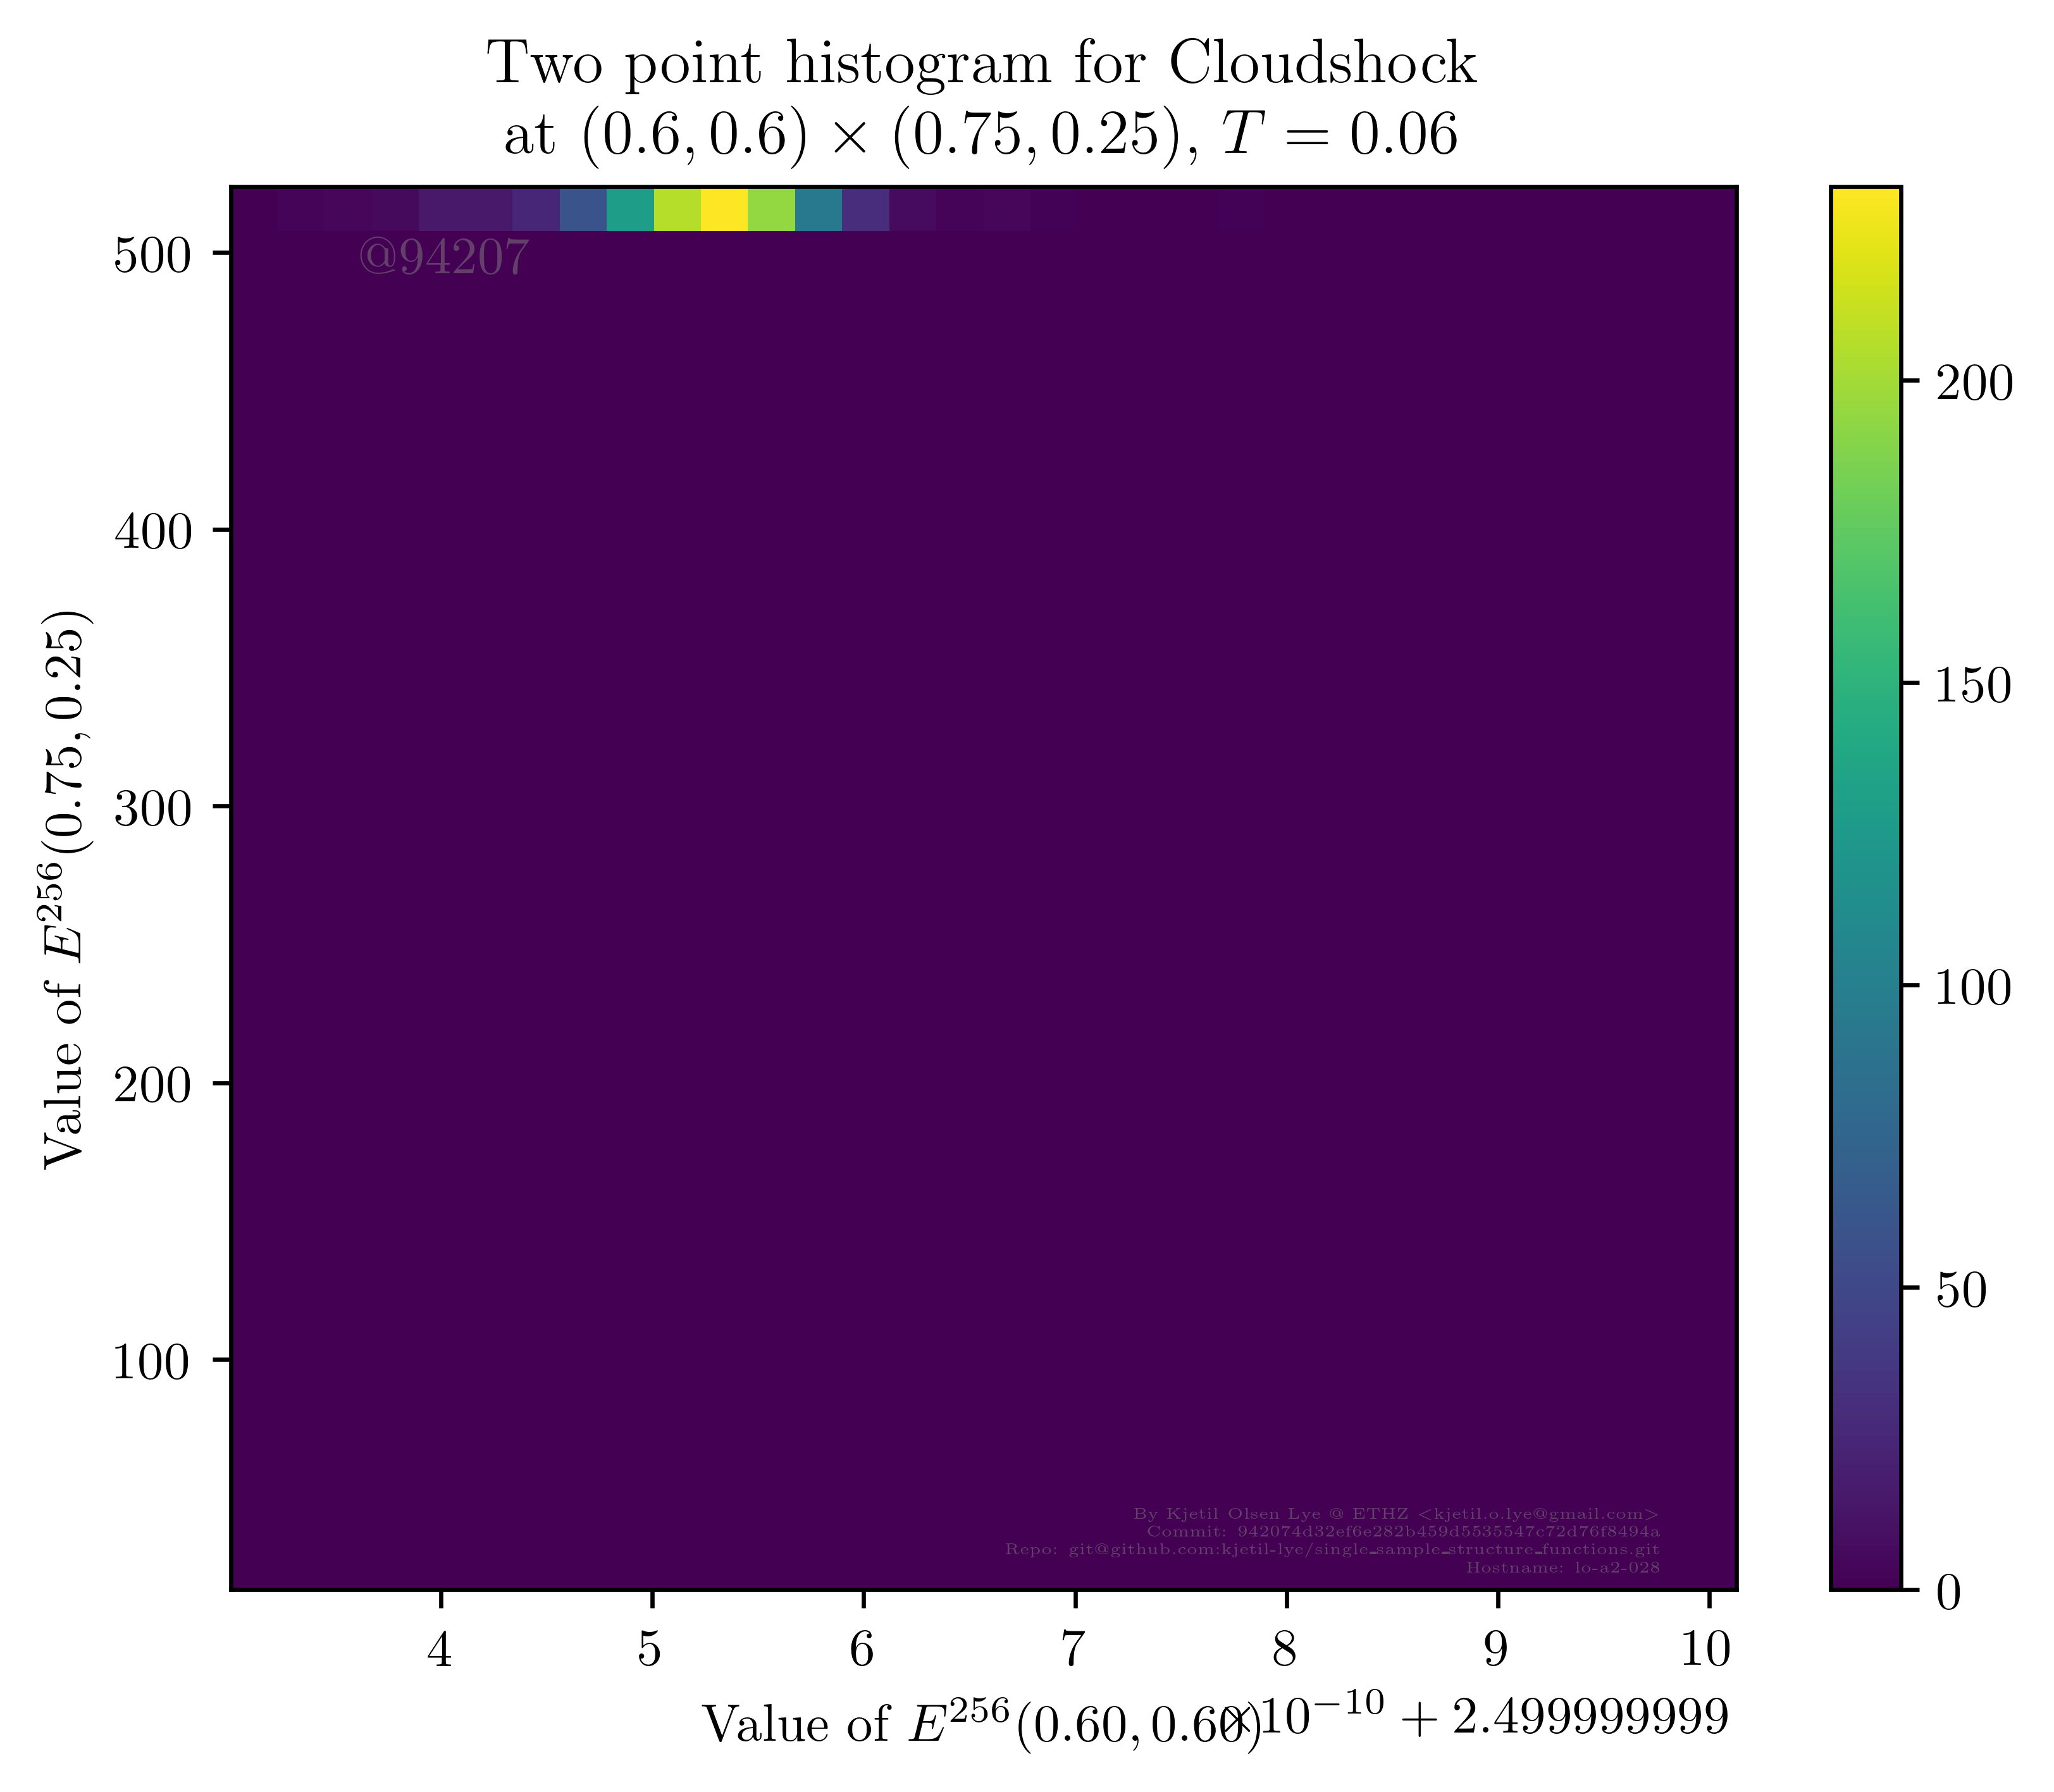 Two point histogram for Cloudshock
at (0.6, 0.6) × (0.75, 0.25), T = 0.06
©94207
500
400
300
200
100
Value of E^256(0.75, 0.25)
By Kjetil Olsen Lye @ ETHZ <kjetil.o.lye@gmail.com>
Commit: 942074d32ef6e282b459d5535547c72d76f8494a
Repo: git@github.com:kjetil-lye/single_sample_structure_functions.git
Hostname: lo-a2-028
4 5 6 7 8 9 10
Value of E^256(0.60, 0.60)
×10^−10 + 2.499999999
200
150
100
50
0